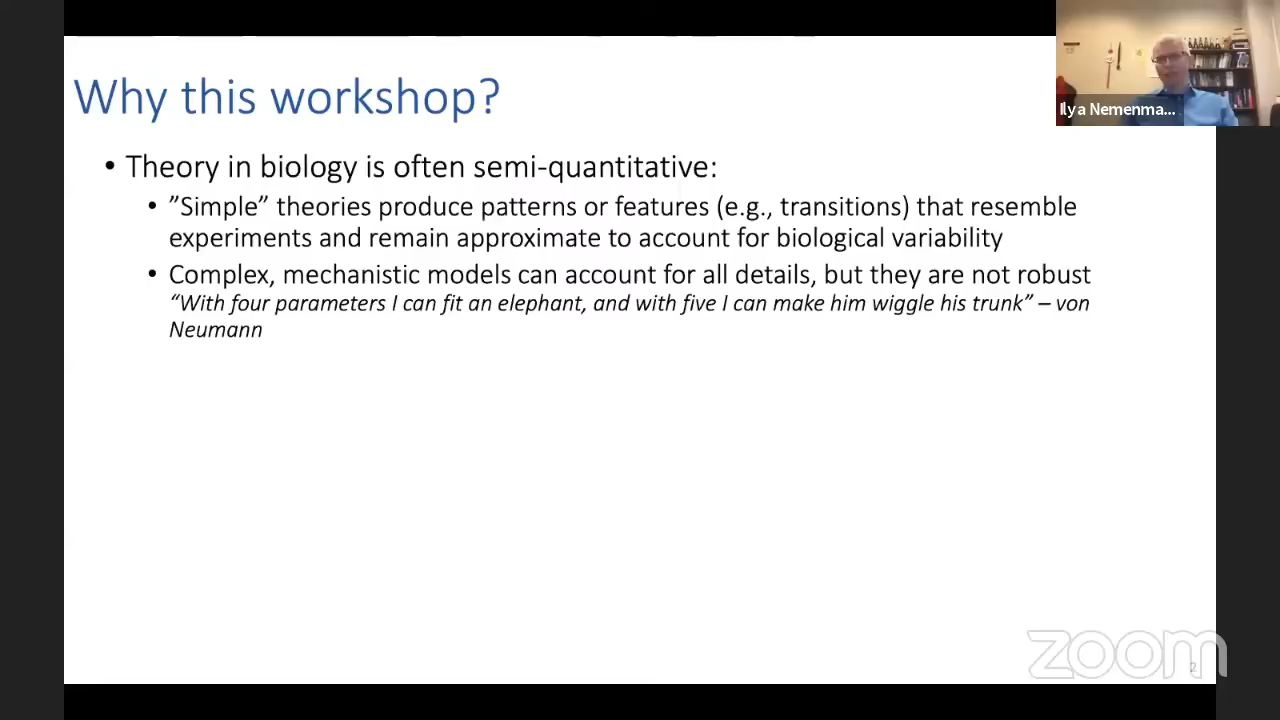 Why this workshop?
Ilya Nemenma...
• Theory in biology is often semi-quantitative:
• ”Simple” theories produce patterns or features (e.g., transitions) that resemble
experiments and remain approximate to account for biological variability
• Complex, mechanistic models can account for all details, but they are not robust
“With four parameters I can fit an elephant, and with five I can make him wiggle his trunk” – von
Neumann
zoom
2